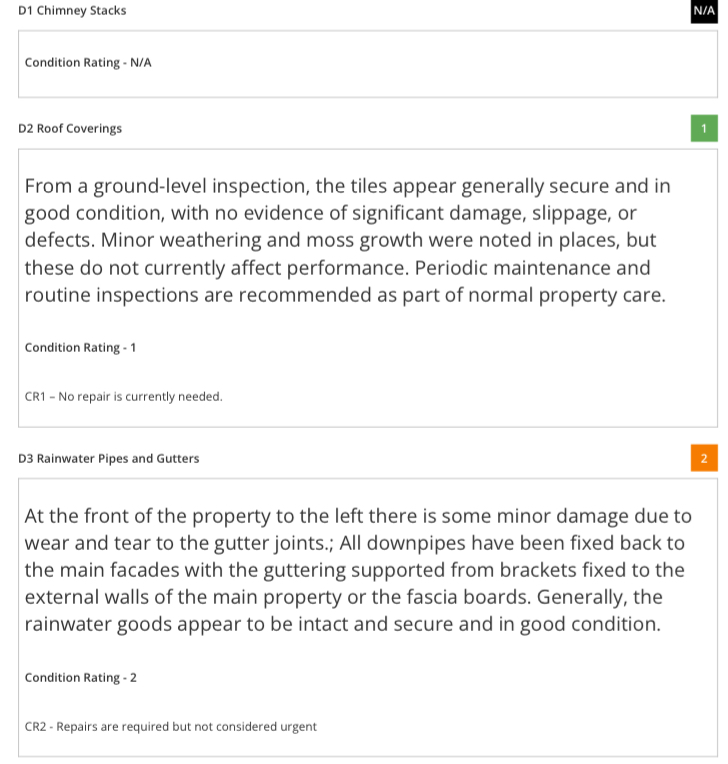 D1 Chimney Stacks
N/A
Condition Rating - N/A
D2 Roof Coverings
1
From a ground-level inspection, the tiles appear generally secure and in
good condition, with no evidence of significant damage, slippage, or
defects. Minor weathering and moss growth were noted in places, but
these do not currently affect performance. Periodic maintenance and
routine inspections are recommended as part of normal property care.
Condition Rating - 1
CR1 – No repair is currently needed.
D3 Rainwater Pipes and Gutters
2
At the front of the property to the left there is some minor damage due to
wear and tear to the gutter joints.; All downpipes have been fixed back to
the main facades with the guttering supported from brackets fixed to the
external walls of the main property or the fascia boards. Generally, the
rainwater goods appear to be intact and secure and in good condition.
Condition Rating - 2
CR2 - Repairs are required but not considered urgent